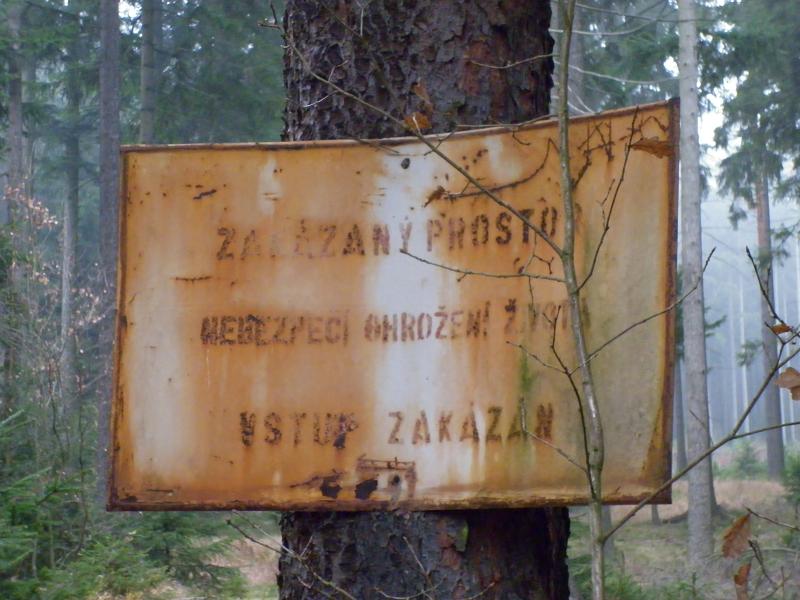 ZAKÁZANÝ PROSTOR
NEBEZPEČÍ OHROŽENÍ ŽIVOTA
VSTUP ZAKÁZÁN